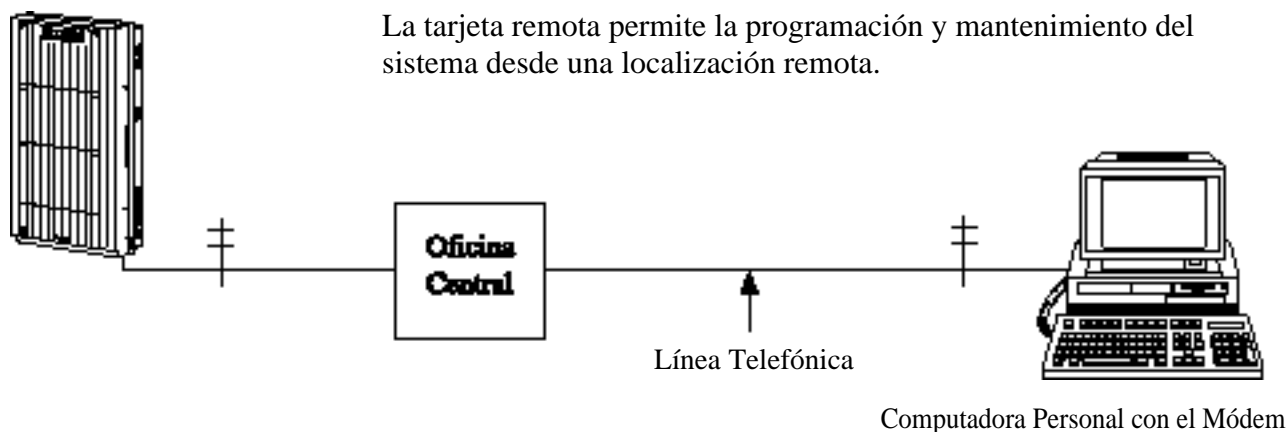 La tarjeta remota permite la programación y mantenimiento del
sistema desde una localización remota.
Oficina
Central
Línea Telefónica
Computadora Personal con el Módem